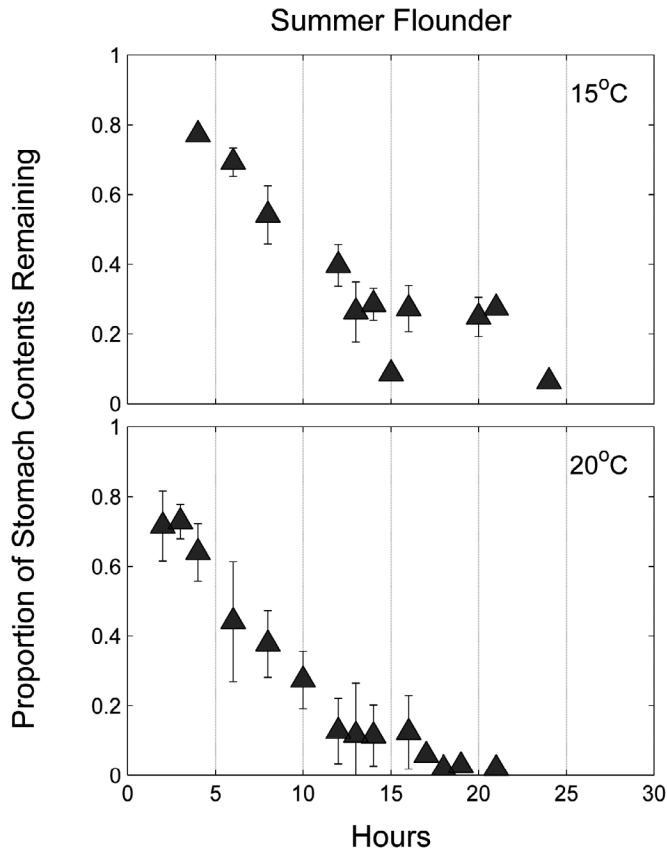 Summer Flounder
Proportion of Stomach Contents Remaining
1
0.8
0.6
0.4
0.2
0
15°C
1
0.8
0.6
0.4
0.2
0
20°C
0 5 10 15 20 25 30
Hours